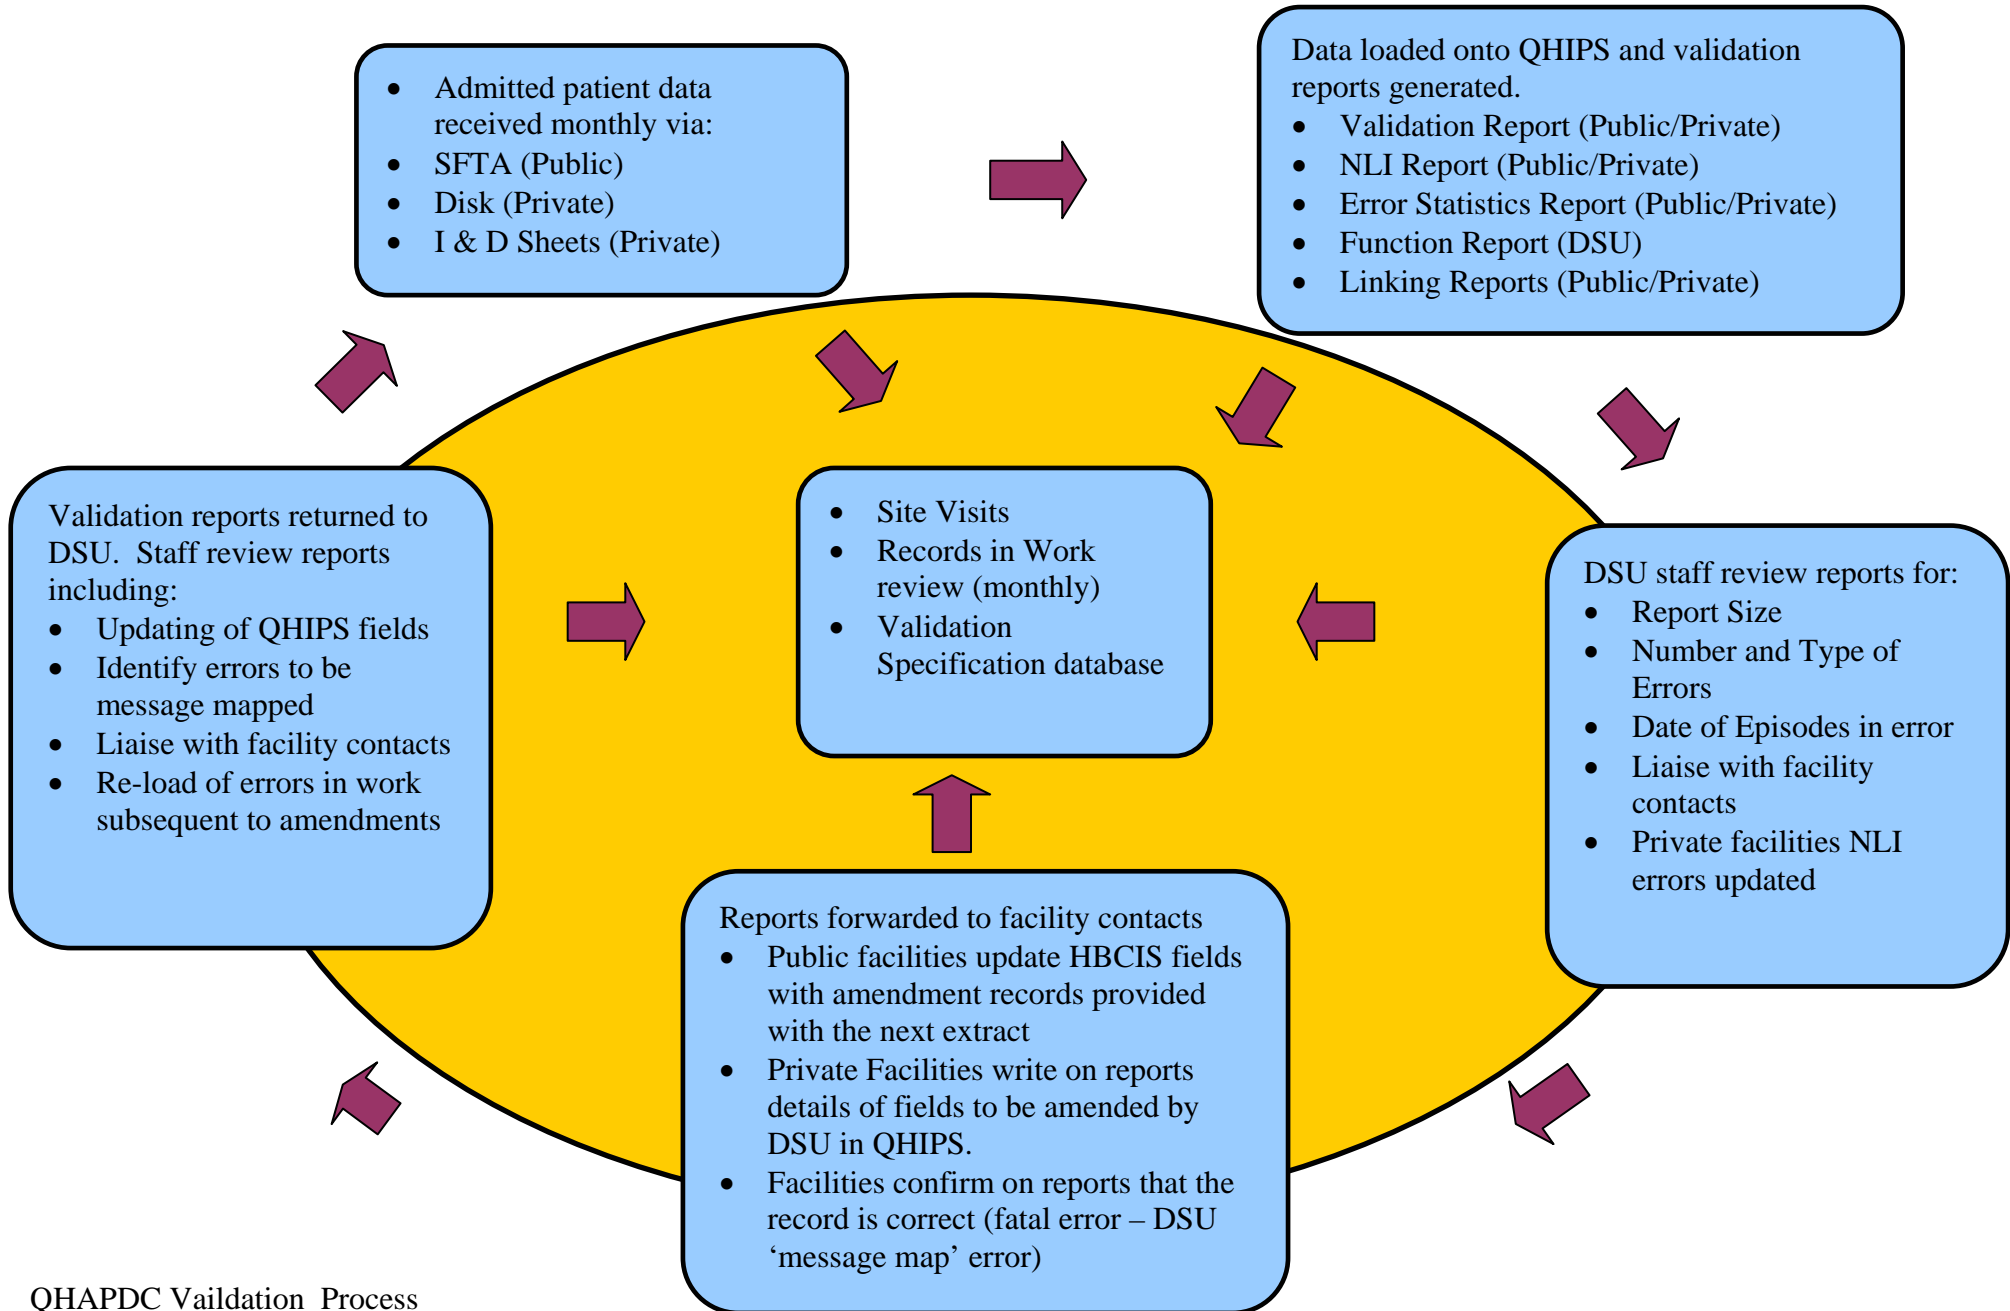 • Admitted patient data
received monthly via:
• SFTA (Public)
• Disk (Private)
• I & D Sheets (Private)
Data loaded onto QHIPS and validation
reports generated.
• Validation Report (Public/Private)
• NLI Report (Public/Private)
• Error Statistics Report (Public/Private)
• Function Report (DSU)
• Linking Reports (Public/Private)
Validation reports returned to
DSU.  Staff review reports
including:
• Updating of QHIPS fields
• Identify errors to be
message mapped
• Liaise with facility contacts
• Re-load of errors in work
subsequent to amendments
• Site Visits
• Records in Work
review (monthly)
• Validation
Specification database
DSU staff review reports for:
• Report Size
• Number and Type of
Errors
• Date of Episodes in error
• Liaise with facility
contacts
• Private facilities NLI
errors updated
Reports forwarded to facility contacts
• Public facilities update HBCIS fields
with amendment records provided
with the next extract
• Private Facilities write on reports
details of fields to be amended by
DSU in QHIPS.
• Facilities confirm on reports that the
record is correct (fatal error – DSU
‘message map’ error)
QHAPDC Vaildation  Process